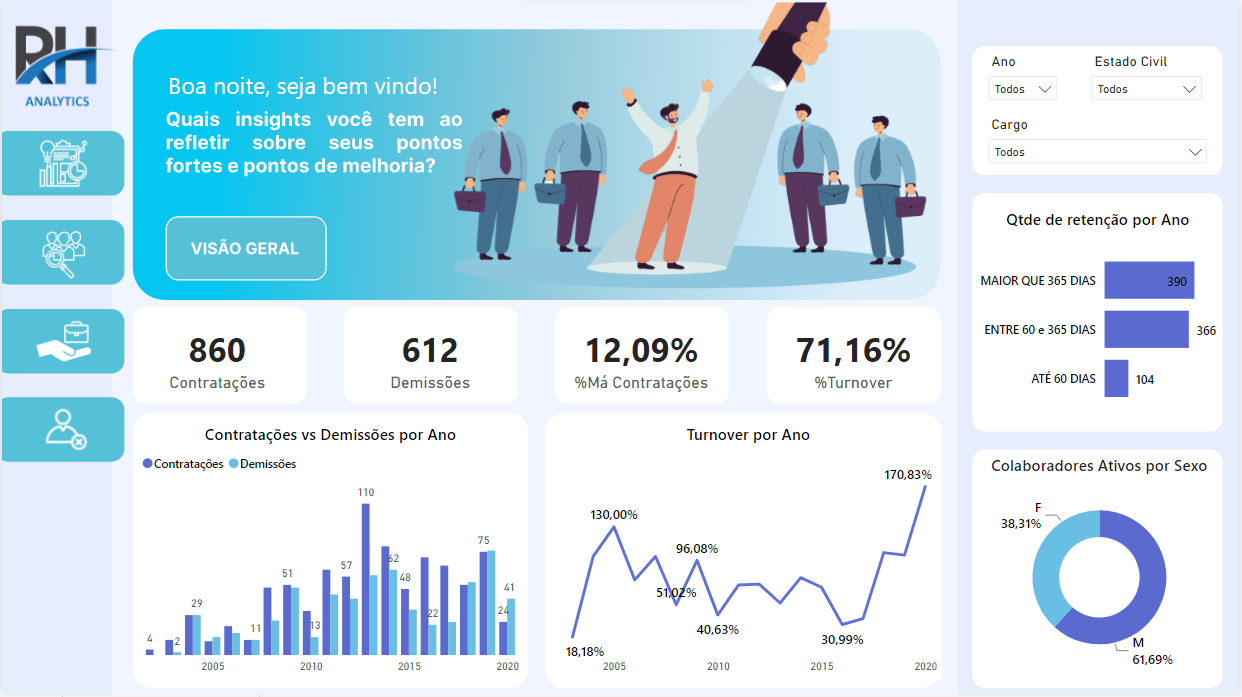 RH
ANALYTICS
Boa noite, seja bem vindo!
Quais insights você tem ao
refletir sobre seus pontos
fortes e pontos de melhoria?
VISÃO GERAL
Ano
Estado Civil
Todos
Todos
Cargo
Todos
860
Contratações
612
Demissões
12,09%
%Má Contratações
71,16%
%Turnover
Qtde de retenção por Ano
MAIOR QUE 365 DIAS
390
ENTRE 60 e 365 DIAS
366
ATÉ 60 DIAS
104
Contratações vs Demissões por Ano
Contratações
Demissões
4
2
29
11
51
13
57
110
62
48
22
75
24
41
2005
2010
2015
2020
Turnover por Ano
18,18%
130,00%
51,02%
96,08%
40,63%
30,99%
170,83%
2005
2010
2015
2020
Colaboradores Ativos por Sexo
F
38,31%
M
61,69%